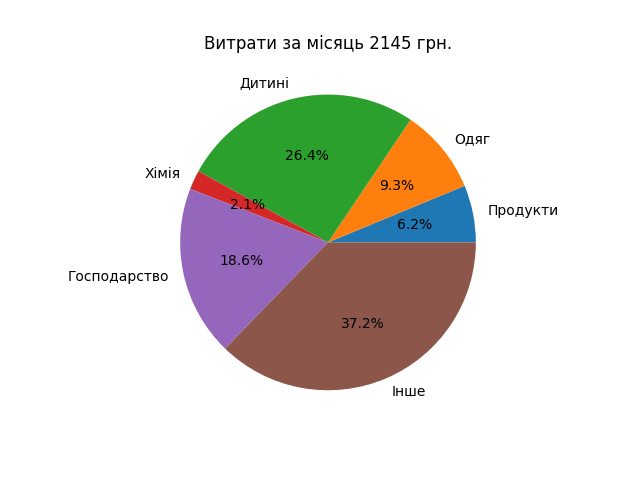 Витрати за місяць 2145 грн.
Дитині
Одяг
26.4%
Хімія
9.3%
2.1%
Продукти
6.2%
18.6%
Господарство
37.2%
Інше